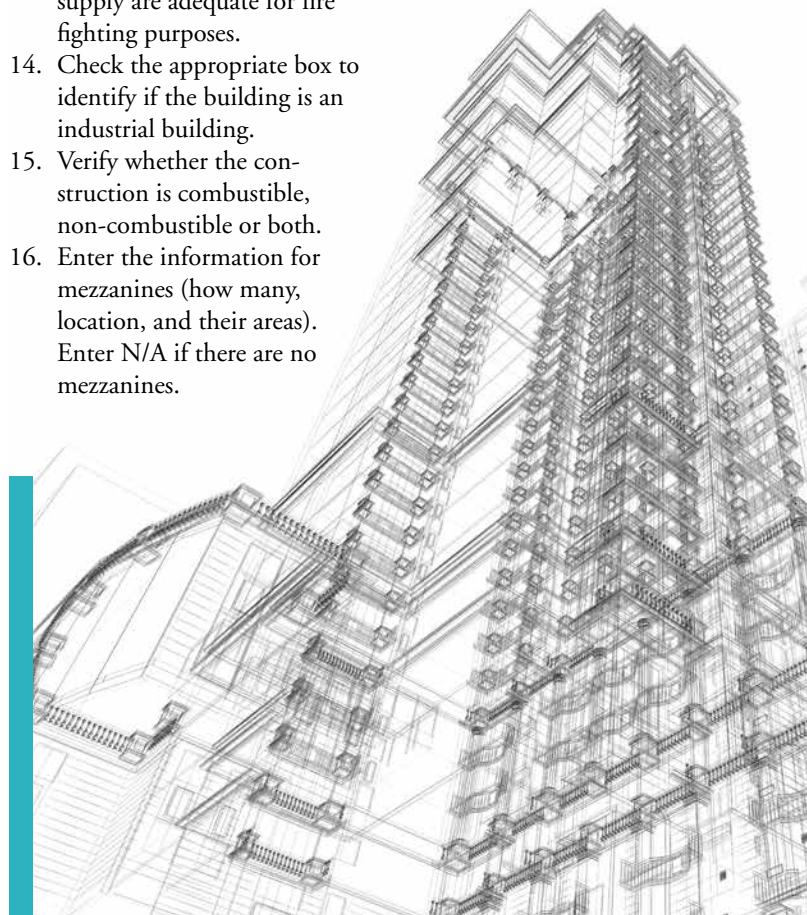 supply are adequate for fire
fighting purposes.
14. Check the appropriate box to
identify if the building is an
industrial building.
15. Verify whether the con-
struction is combustible,
non-combustible or both.
16. Enter the information for
mezzanines (how many,
location, and their areas).
Enter N/A if there are no
mezzanines.